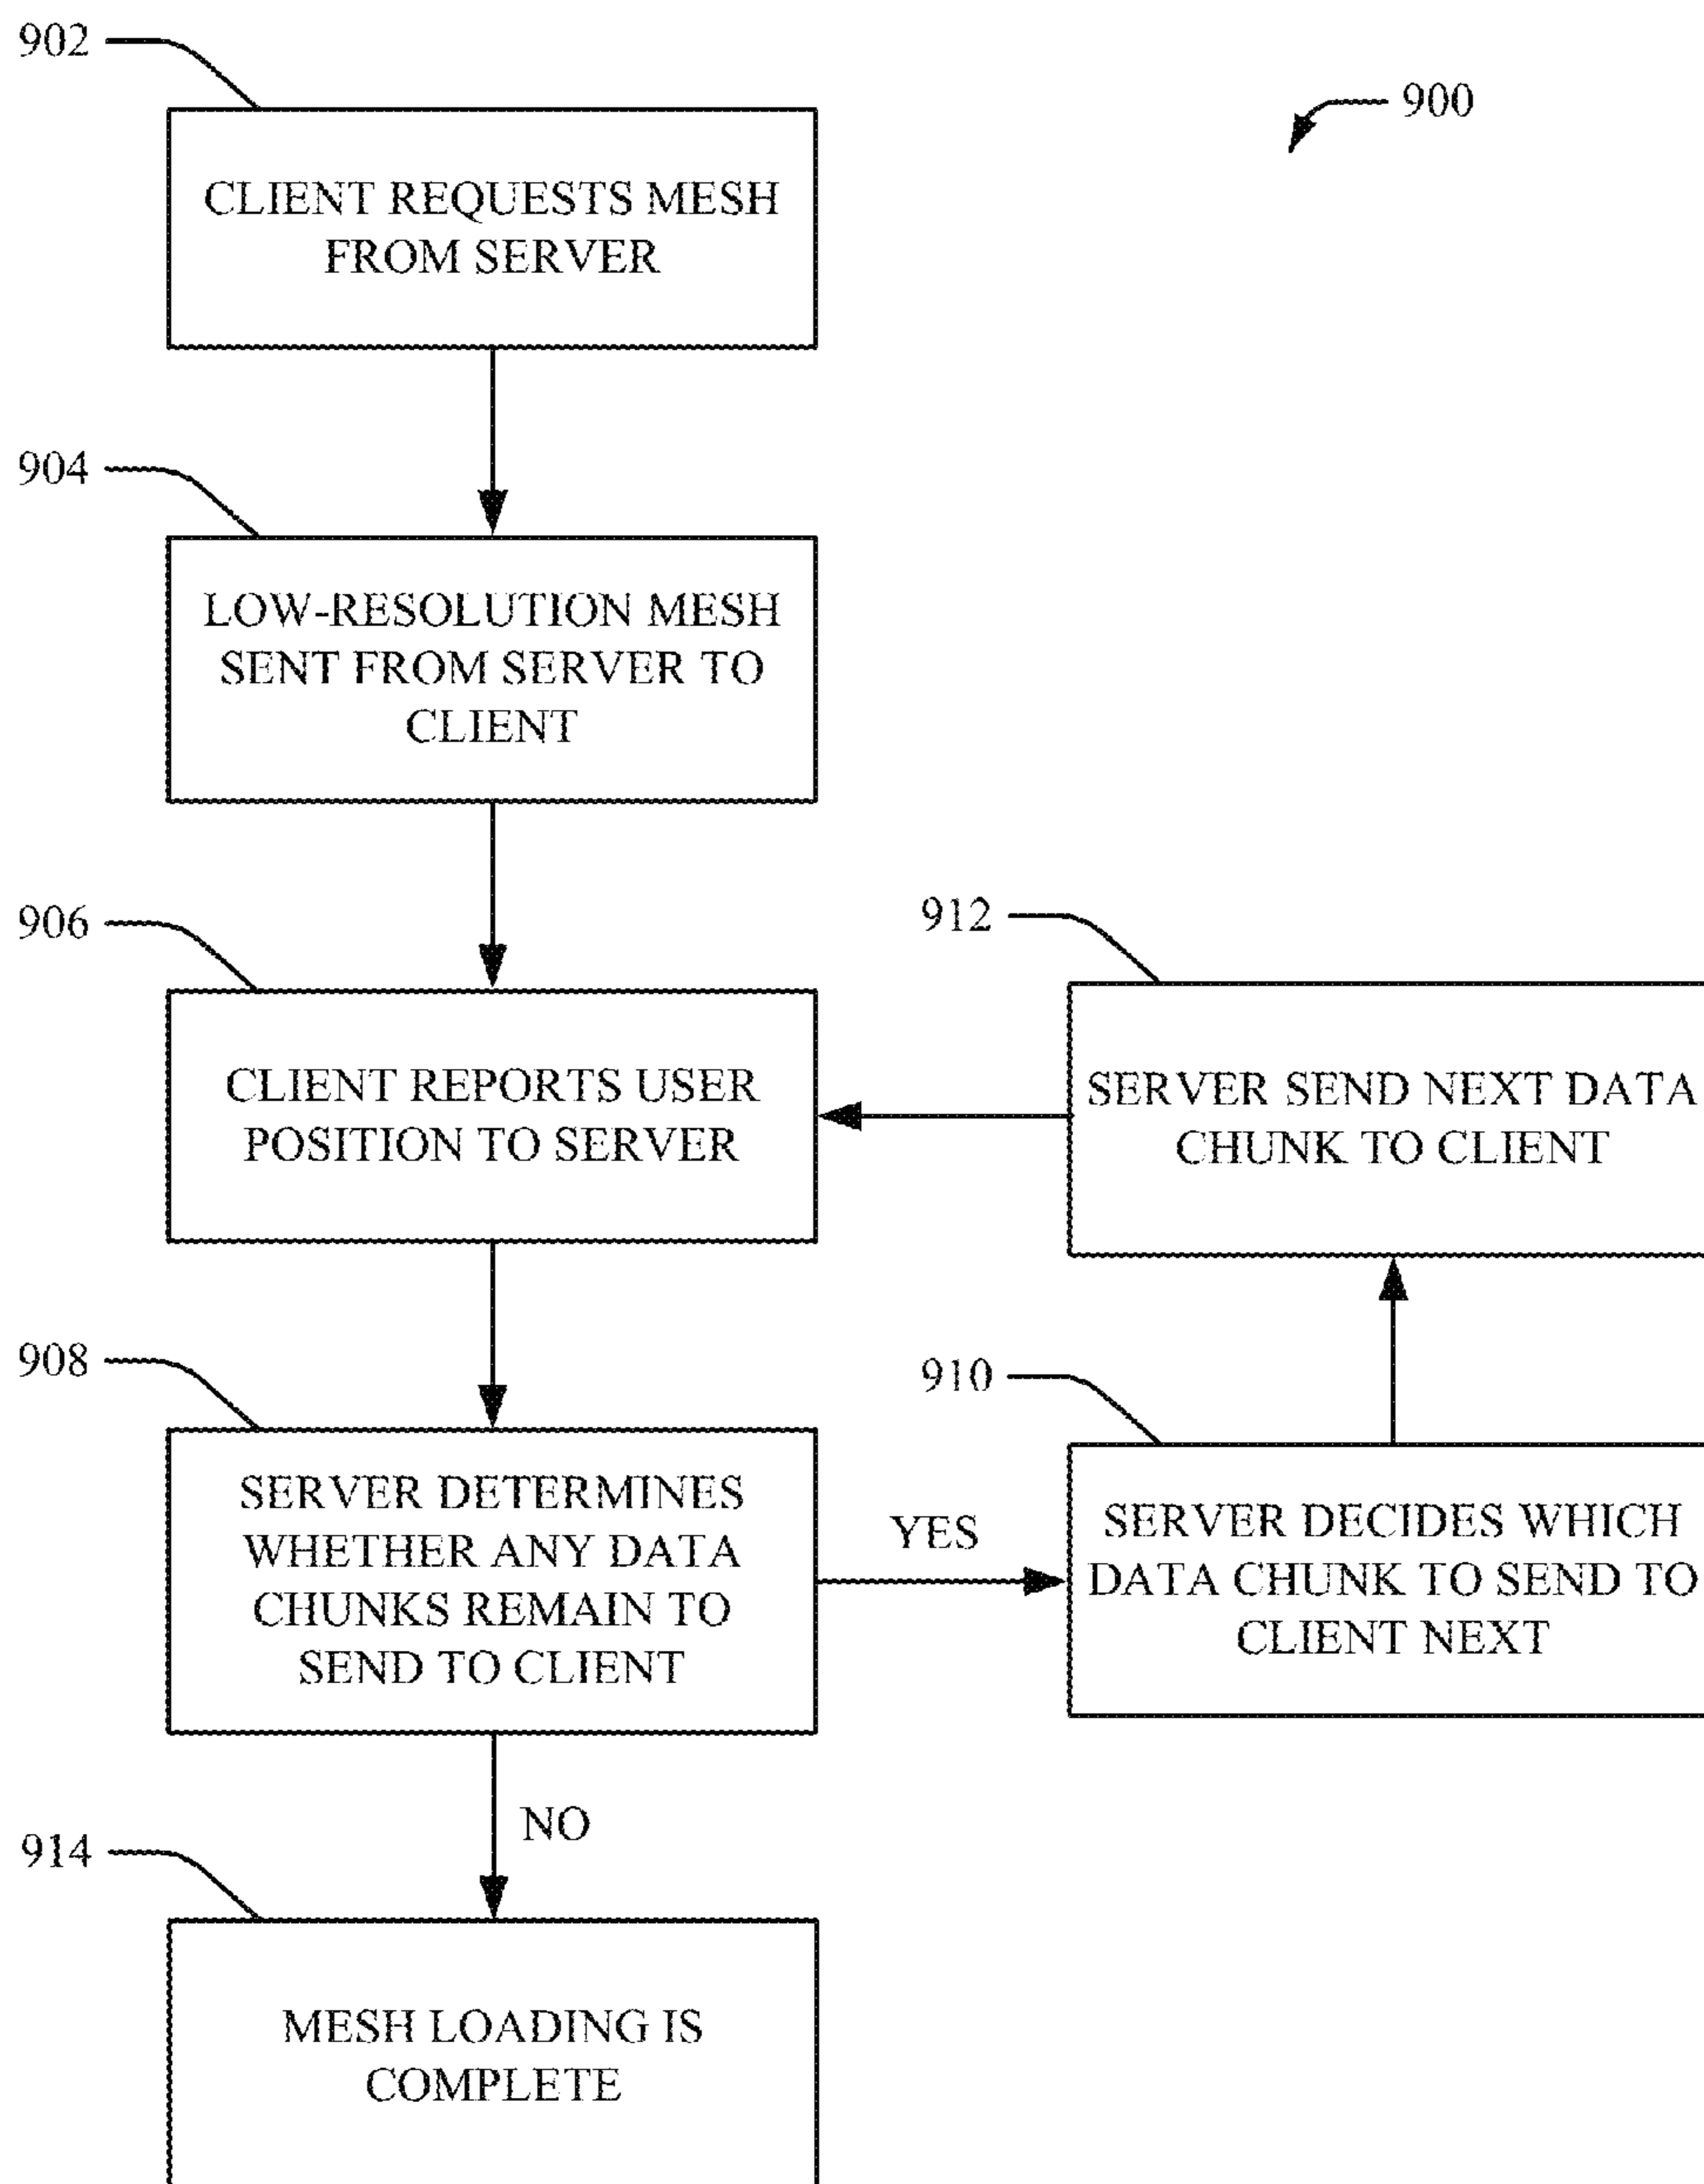 902
900
CLIENT REQUESTS MESH
FROM SERVER
904
LOW-RESOLUTION MESH
SENT FROM SERVER TO
CLIENT
906
CLIENT REPORTS USER
POSITION TO SERVER
912
SERVER SEND NEXT DATA
CHUNK TO CLIENT
908
SERVER DETERMINES
WHETHER ANY DATA
CHUNKS REMAIN TO
SEND TO CLIENT
YES
910
SERVER DECIDES WHICH
DATA CHUNK TO SEND TO
CLIENT NEXT
NO
914
MESH LOADING IS
COMPLETE